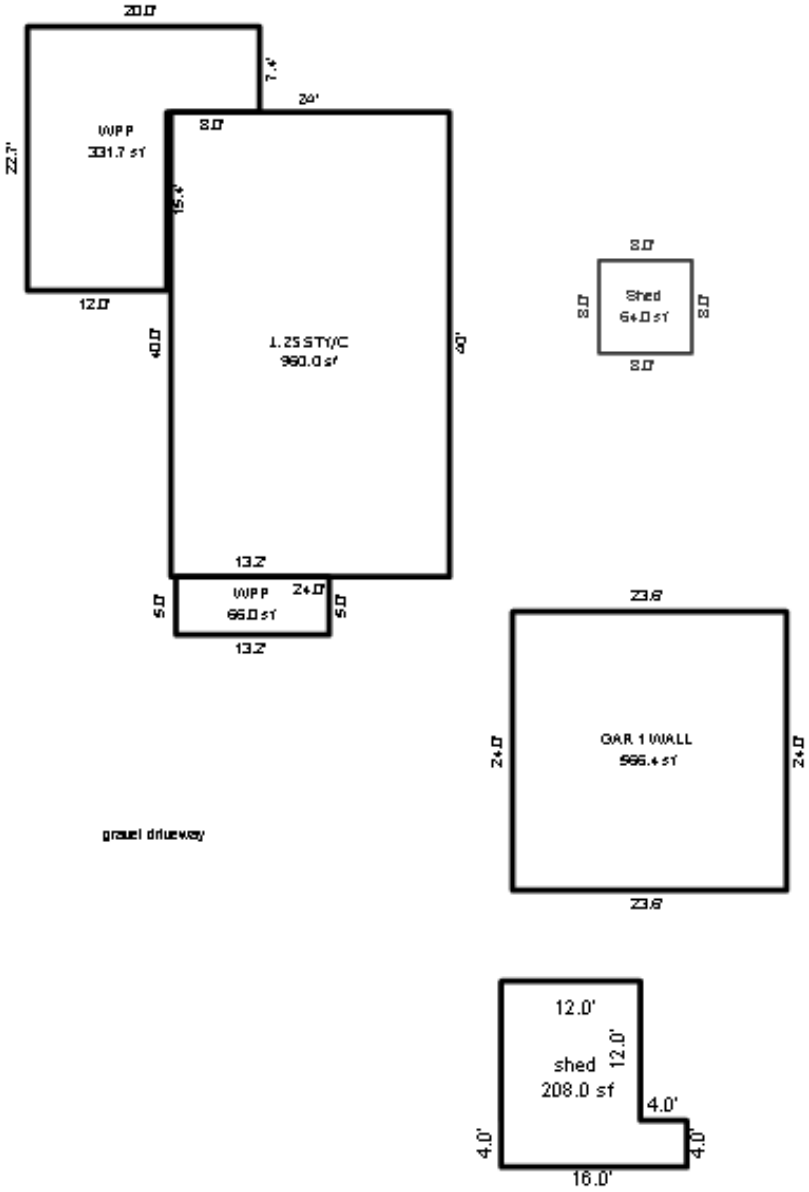 20.0'
7.4'
24'
8.0'
WPP
331.7 sf
22.7'
15.4'
12.0'
40.0'
1.25 STY/C
960.0 sf
40'
8.0'
8.0'
Shed
64.0 sf
8.0'
8.0'
13.2'
24.0'
WPP
66.0 sf
5.0'
5.0'
13.2'
23.6'
24.0'
GAR 1 WALL
566.4 sf
24.0'
23.6'
gravel driveway
12.0'
12.0'
shed
208.0 sf
4.0'
4.0'
4.0'
16.0'